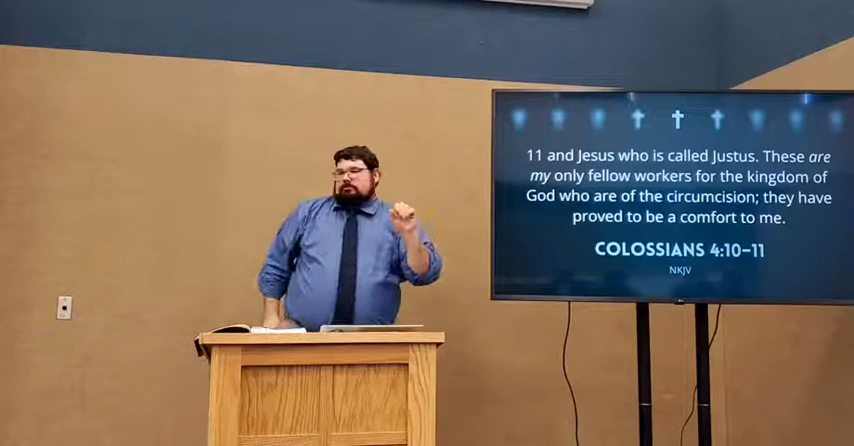 11 and Jesus who is called Justus. These are
my only fellow workers for the kingdom of
God who are of the circumcision; they have
proved to be a comfort to me.
COLOSSIANS 4:10–11
NKJV